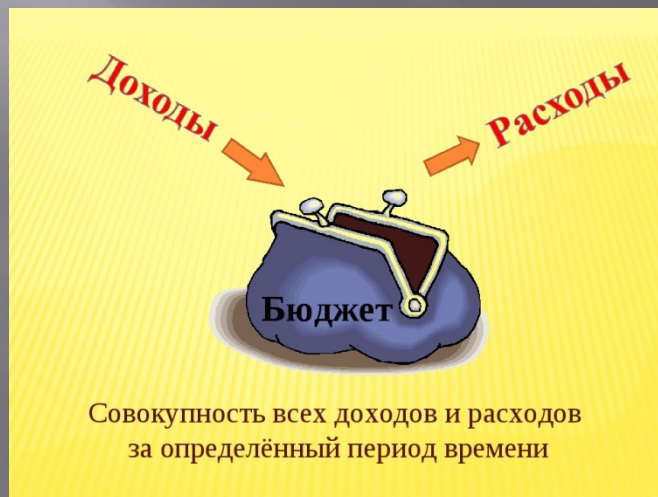 Доходы
Расходы
Бюджет
Совокупность всех доходов и расходов
за определённый период времени